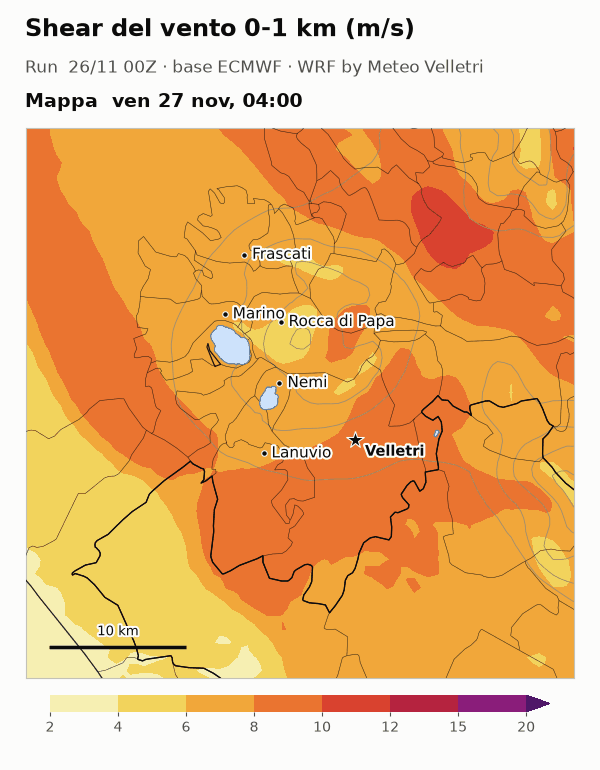 Shear del vento 0-1 km (m/s)
Run  26/11 00Z · base ECMWF · WRF by Meteo Velletri
Mappa  ven 27 nov, 04:00
Frascati
Marino
Rocca di Papa
Nemi
Velletri
Lanuvio
10 km
2 4 6 8 10 12 15 20